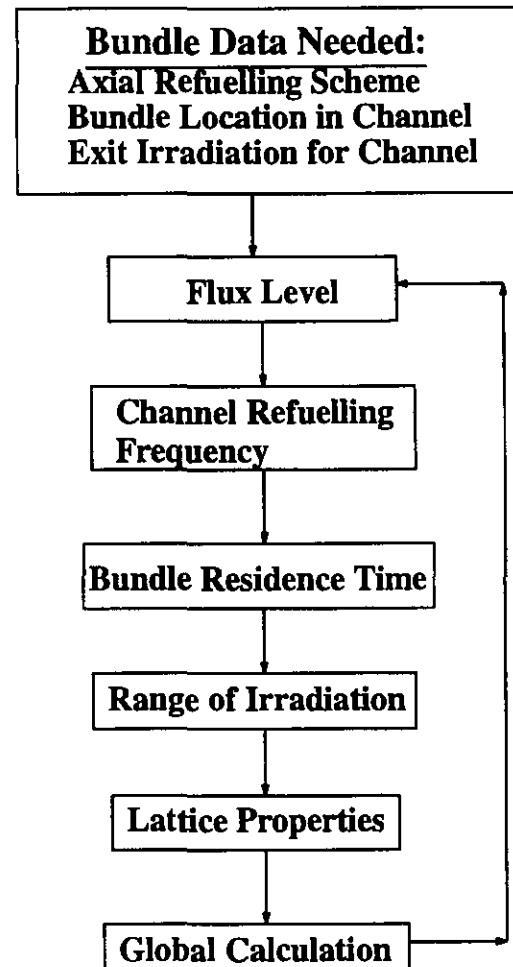 Bundle Data Needed:
Axial Refuelling Scheme
Bundle Location in Channel
Exit Irradiation for Channel
Flux Level
Channel Refuelling
Frequency
Bundle Residence Time
Range of Irradiation
Lattice Properties
Global Calculation